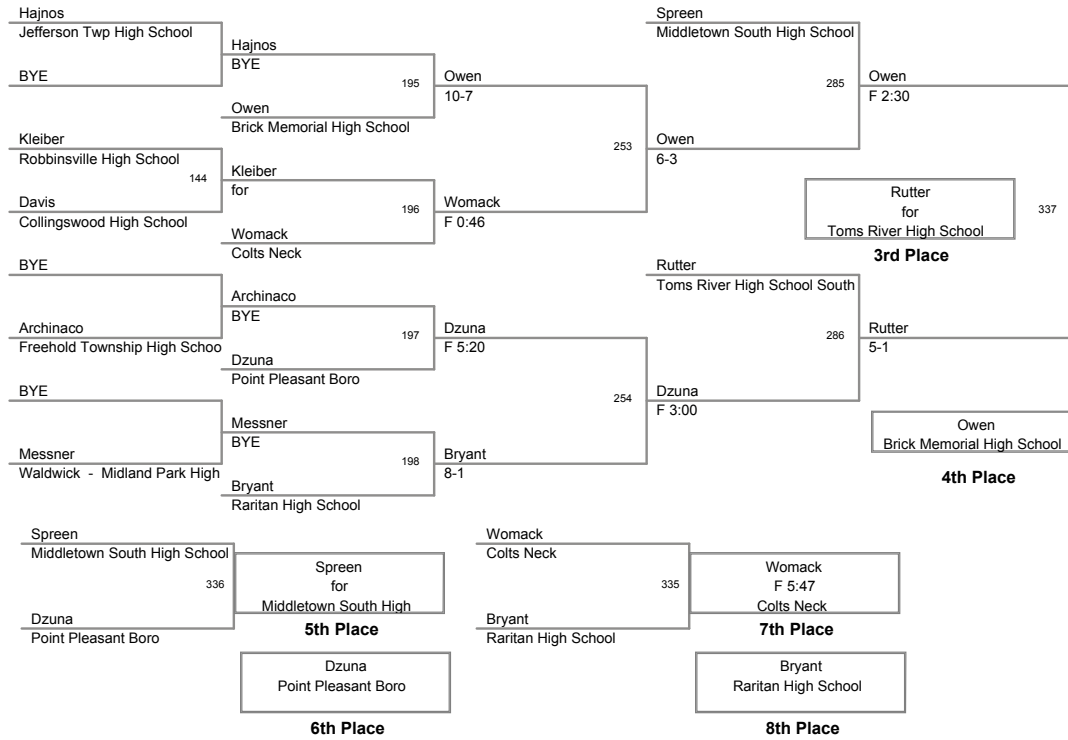 Hajnos
Jefferson Twp High School
BYE
Kleiber
Robbinsville High School
144
Davis
Collingswood High School
BYE
Archinaco
Freehold Township High Schoo
BYE
Messner
Waldwick - Midland Park High
Hajnos
BYE
195
Owen
Brick Memorial High School
Kleiber
for
196
Womack
Colts Neck
Archinaco
BYE
197
Dzuna
Point Pleasant Boro
Messner
BYE
198
Bryant
Raritan High School
Owen
10-7
253
Womack
F 0:46
Dzuna
F 5:20
254
Bryant
8-1
Spreen
Middletown South High School
285
Owen
6-3
Rutter
Toms River High School South
286
Dzuna
F 3:00
Owen
F 2:30
Rutter
for
Toms River High School
337
3rd Place
Rutter
5-1
Owen
Brick Memorial High School
4th Place
Spreen
Middletown South High School
336
Dzuna
Point Pleasant Boro
Spreen
for
Middletown South High
5th Place
Dzuna
Point Pleasant Boro
6th Place
Womack
Colts Neck
335
Bryant
Raritan High School
Womack
F 5:47
Colts Neck
7th Place
Bryant
Raritan High School
8th Place